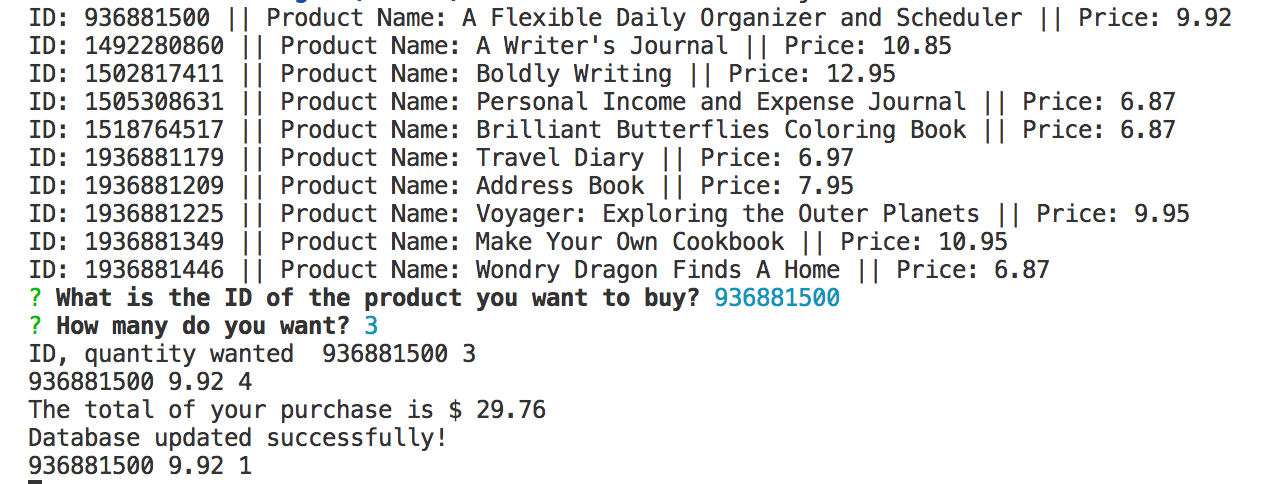 ID: 936881500 || Product Name: A Flexible Daily Organizer and Scheduler || Price: 9.92
ID: 1492280860 || Product Name: A Writer's Journal || Price: 10.85
ID: 1502817411 || Product Name: Boldly Writing || Price: 12.95
ID: 1505308631 || Product Name: Personal Income and Expense Journal || Price: 6.87
ID: 1518764517 || Product Name: Brilliant Butterflies Coloring Book || Price: 6.87
ID: 1936881179 || Product Name: Travel Diary || Price: 6.97
ID: 1936881209 || Product Name: Address Book || Price: 7.95
ID: 1936881225 || Product Name: Voyager: Exploring the Outer Planets || Price: 9.95
ID: 1936881349 || Product Name: Make Your Own Cookbook || Price: 10.95
ID: 1936881446 || Product Name: Wondry Dragon Finds A Home || Price: 6.87
? What is the ID of the product you want to buy? 936881500
? How many do you want? 3
ID, quantity wanted  936881500 3
936881500 9.92 4
The total of your purchase is $ 29.76
Database updated successfully!
936881500 9.92 1